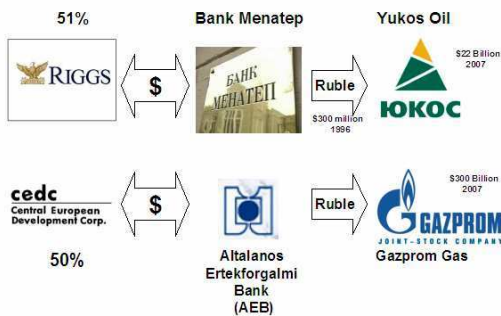 51%
Bank Menatep
Yukos Oil
RIGGS
$
БАНК
МЕНАТЕП
Ruble
$300 million
1996
$22 Billion
2007
ЮКОС
cedc
Central European
Development Corp.
50%
$
Altalanos
Ertekforgalmi
Bank
(AEB)
Ruble
$300 Billion
2007
GAZPROM
JOINT-STOCK COMPANY
Gazprom Gas